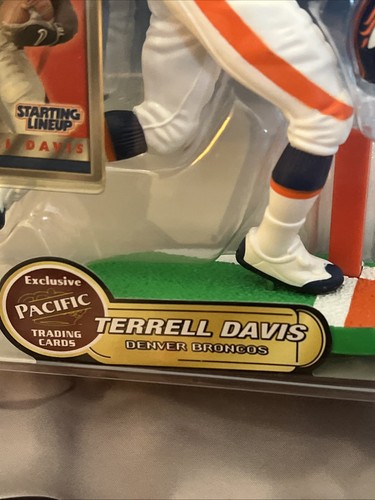 STARTING
LINEUP
DAVIS
Exclusive
PACIFIC
TRADING
CARDS
TERRELL DAVIS
DENVER BRONCOS